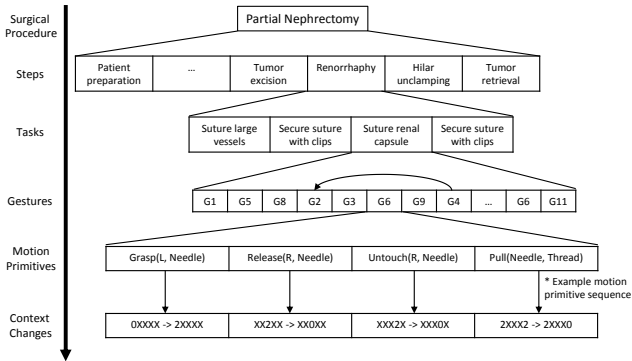 Surgical
Procedure
Partial Nephrectomy
Steps
Patient
preparation
...
Tumor
excision
Renorrhaphy
Hilar
unclamping
Tumor
retrieval
Tasks
Suture large
vessels
Secure suture
with clips
Suture renal
capsule
Secure suture
with clips
Gestures
G1 G5 G8 G2 G3 G6 G9 G4 ... G6 G11
Motion
Primitives
Grasp(L, Needle) Release(R, Needle) Untouch(R, Needle) Pull(Needle, Thread)
* Example motion
primitive sequence
Context
Changes
0XXXX -> 2XXXX XX2XX -> XX0XX XXX2X -> XXX0X 2XXX2 -> 2XXX0